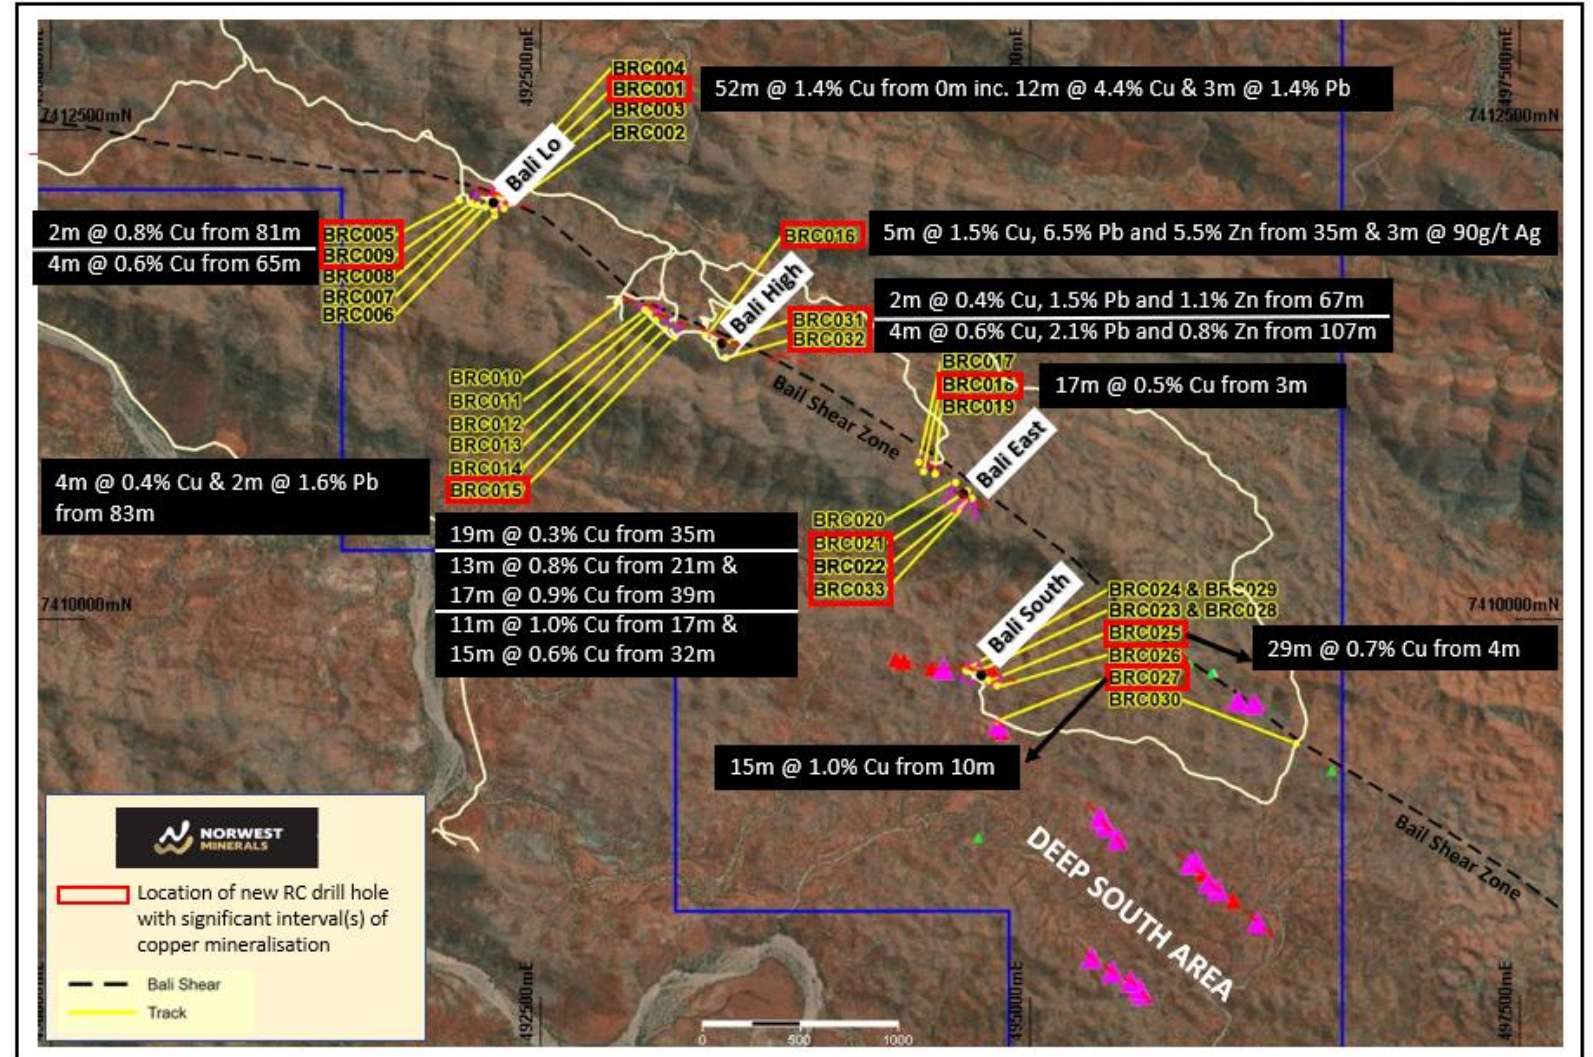 492500mE
497500mE
7412500mN
7412500mN
BRC004
BRC001
BRC003
BRC002
52m @ 1.4% Cu from 0m inc. 12m @ 4.4% Cu & 3m @ 1.4% Pb
Bali Lo
2m @ 0.8% Cu from 81m
4m @ 0.6% Cu from 65m
BRC005
BRC009
BRC008
BRC007
BRC006
BRC016
5m @ 1.5% Cu, 6.5% Pb and 5.5% Zn from 35m & 3m @ 90g/t Ag
Bali High
BRC031
BRC032
2m @ 0.4% Cu, 1.5% Pb and 1.1% Zn from 67m
4m @ 0.6% Cu, 2.1% Pb and 0.8% Zn from 107m
BRC017
BRC018
BRC019
17m @ 0.5% Cu from 3m
Bail Shear Zone
BRC010
BRC011
BRC012
BRC013
BRC014
BRC015
4m @ 0.4% Cu & 2m @ 1.6% Pb
from 83m
Bali East
19m @ 0.3% Cu from 35m
13m @ 0.8% Cu from 21m &
17m @ 0.9% Cu from 39m
11m @ 1.0% Cu from 17m &
15m @ 0.6% Cu from 32m
BRC020
BRC021
BRC022
BRC033
7410000mN
7410000mN
Bali South
BRC024 & BRC029
BRC023 & BRC028
BRC025
BRC026
BRC027
BRC030
29m @ 0.7% Cu from 4m
15m @ 1.0% Cu from 10m
Bail Shear Zone
DEEP SOUTH AREA
NORWEST
MINERALS
Location of new RC drill hole
with significant interval(s) of
copper mineralisation
Bali Shear
Track
492500mE
495000mE
497500mE
0
500
1000